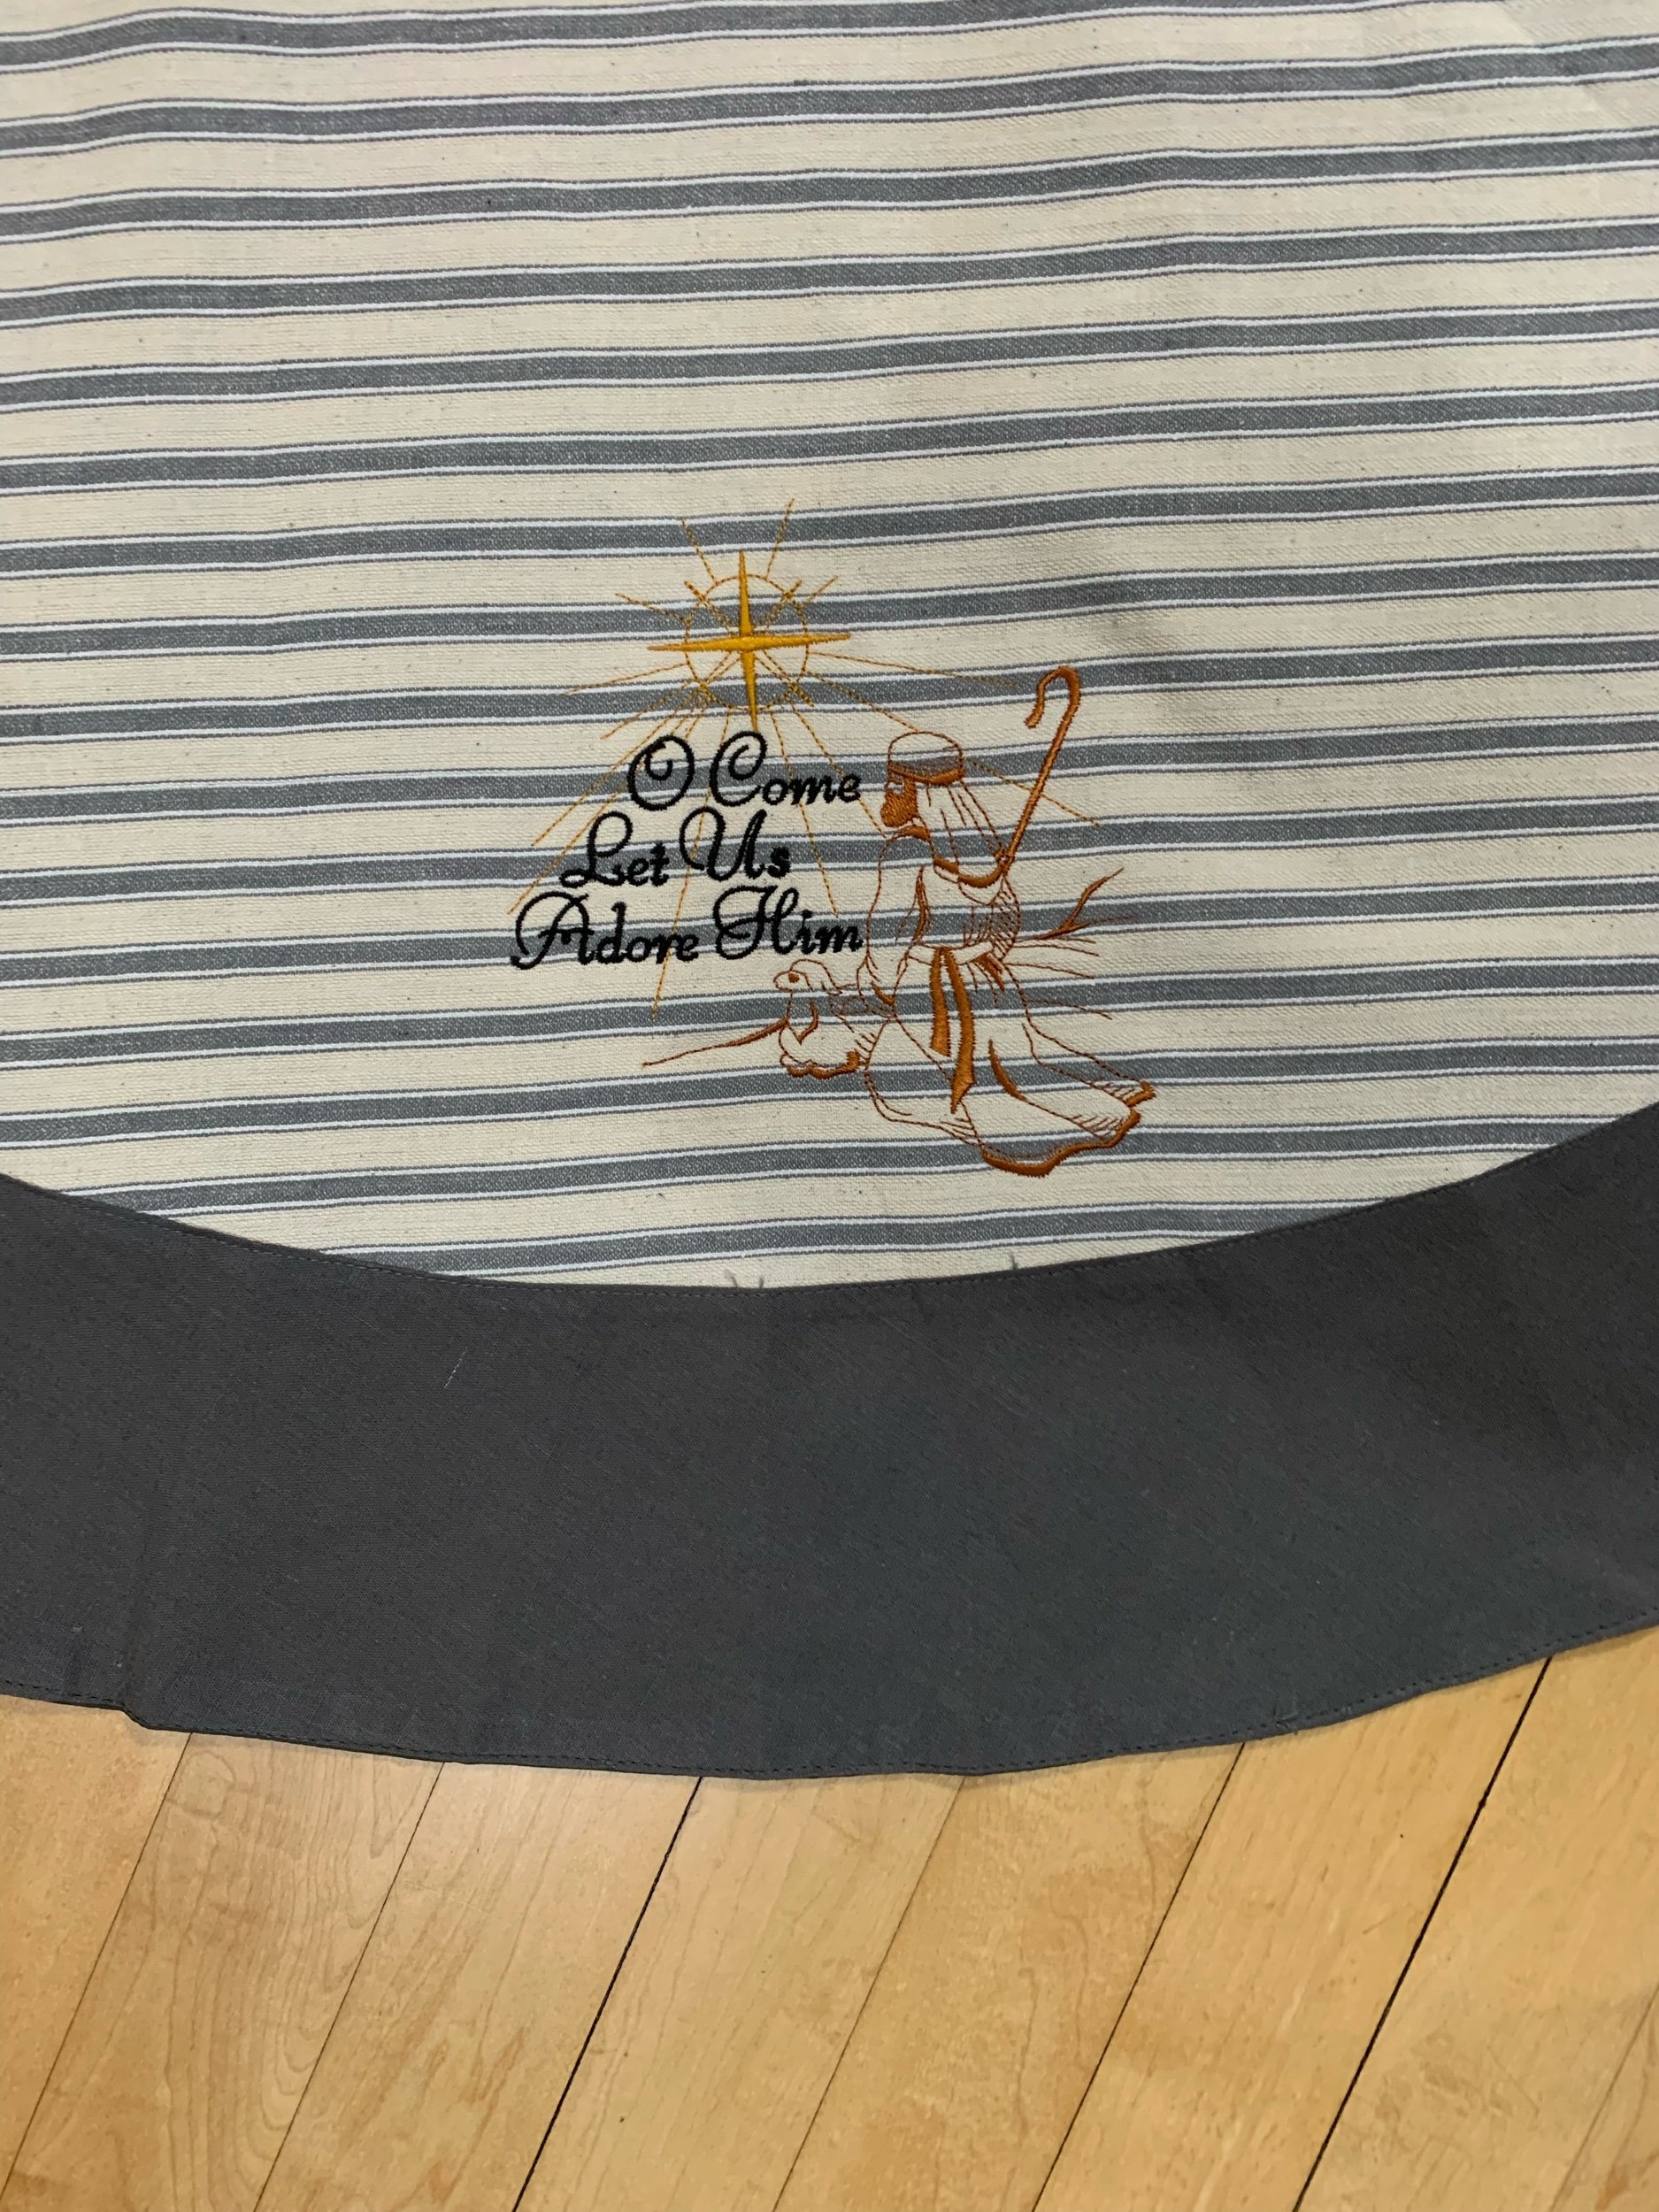 O Come
Let Us
Adore Him